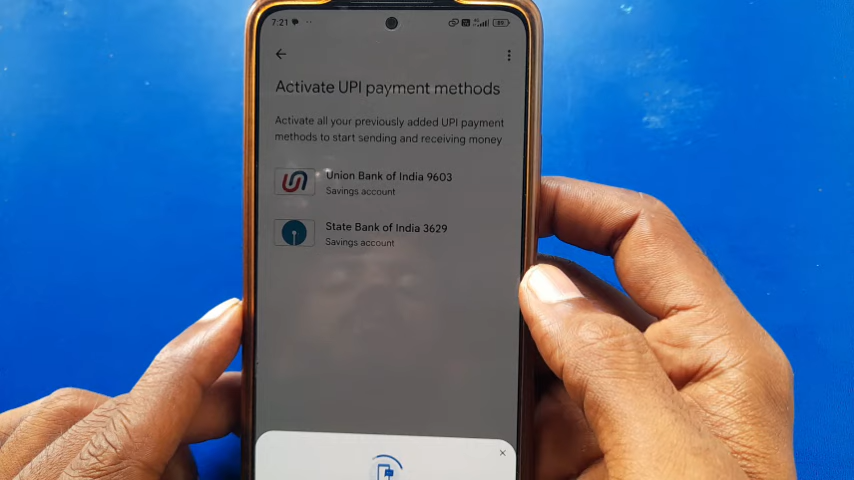 7:21
Activate UPI payment methods
Activate all your previously added UPI payment
methods to start sending and receiving money
Union Bank of India 9603
Savings account
State Bank of India 3629
Savings account